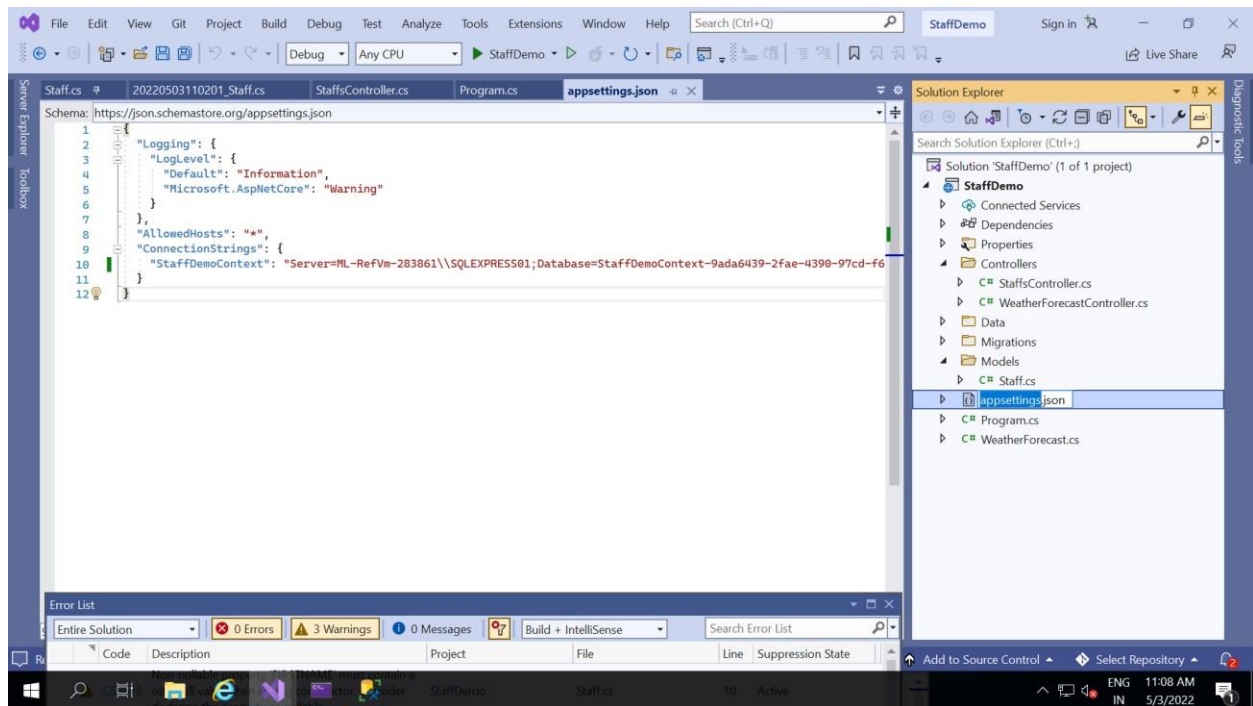 File Edit View Git Project Build Debug Test Analyze Tools Extensions Window Help Search (Ctrl+Q) StaffDemo Sign in
Debug Any CPU StaffDemo Live Share
Server Explorer
Toolbox
Staff.cs 20220503110201_Staff.cs StaffsController.cs Program.cs appsettings.json
Schema: https://json.schemastore.org/appsettings.json
1 {
2 "Logging": {
3 "LogLevel": {
4 "Default": "Information",
5 "Microsoft.AspNetCore": "Warning"
6 }
7 },
8 "AllowedHosts": "*",
9 "ConnectionStrings": {
10 "StaffDemoContext": "Server=ML-RefVm-283861\\SQLEXPRESS01;Database=StaffDemoContext-9ada6439-2fae-4390-97cd-f6
11 }
12 }
Solution Explorer
Search Solution Explorer (Ctrl+;)
Solution 'StaffDemo' (1 of 1 project)
StaffDemo
Connected Services
Dependencies
Properties
Controllers
C# StaffsController.cs
C# WeatherForecastController.cs
Data
Migrations
Models
C# Staff.cs
appsettings.json
C# Program.cs
C# WeatherForecast.cs
Diagnostic Tools
Error List
Entire Solution 0 Errors 3 Warnings 0 Messages Build + IntelliSense Search Error List
Code Description Project File Line Suppression State
Non-nullable property 'FIRSTNAME' must contain a
StaffDemo Staff.cs 10 Active
Add to Source Control Select Repository 2
ENG 11:08 AM
IN 5/3/2022 1